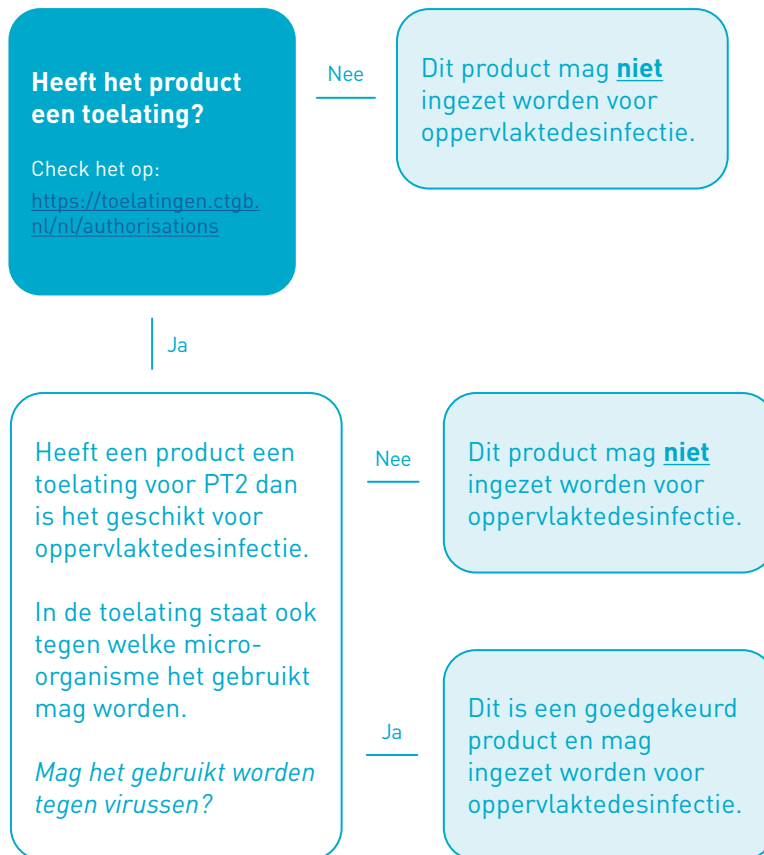 Heeft het product
een toelating?
Check het op:
https://toelatingen.ctgb.
nl/nl/authorisations
Nee
Dit product mag niet
ingezet worden voor
oppervlaktedesinfectie.
Ja
Heeft een product een
toelating voor PT2 dan
is het geschikt voor
oppervlaktedesinfectie.
In de toelating staat ook
tegen welke micro-
organisme het gebruikt
mag worden.
Mag het gebruikt worden
tegen virussen?
Nee
Dit product mag niet
ingezet worden voor
oppervlaktedesinfectie.
Ja
Dit is een goedgekeurd
product en mag
ingezet worden voor
oppervlaktedesinfectie.